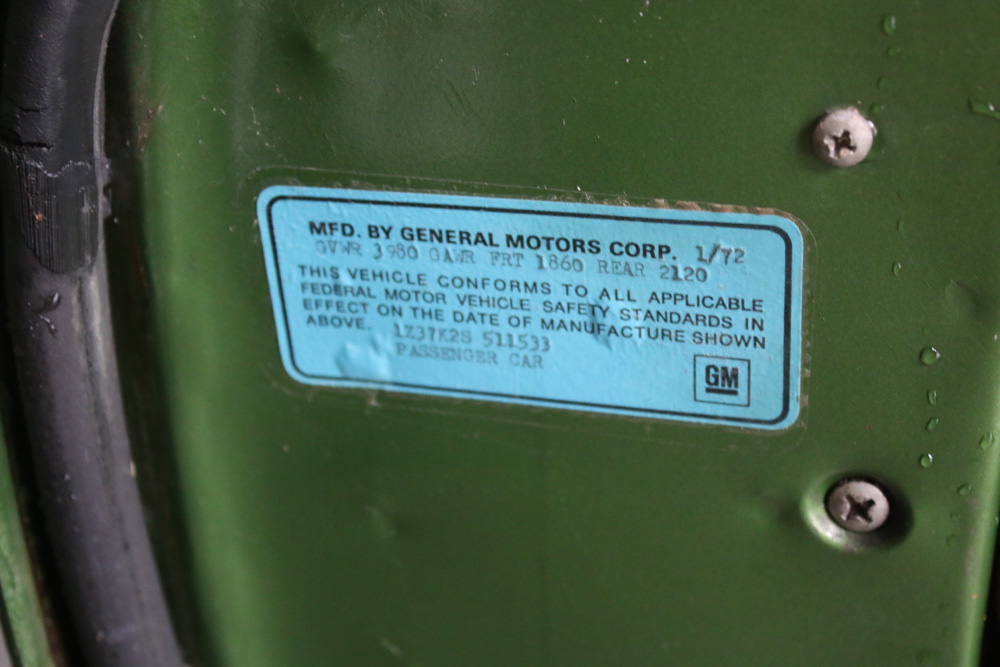 MFD. BY GENERAL MOTORS CORP. 1/72
GVWR 3980 GAWR FRT 1860 REAR 2120
THIS VEHICLE CONFORMS TO ALL APPLICABLE
FEDERAL MOTOR VEHICLE SAFETY STANDARDS IN
EFFECT ON THE DATE OF MANUFACTURE SHOWN
ABOVE. 1Z37K2S 511533
PASSENGER CAR
GM